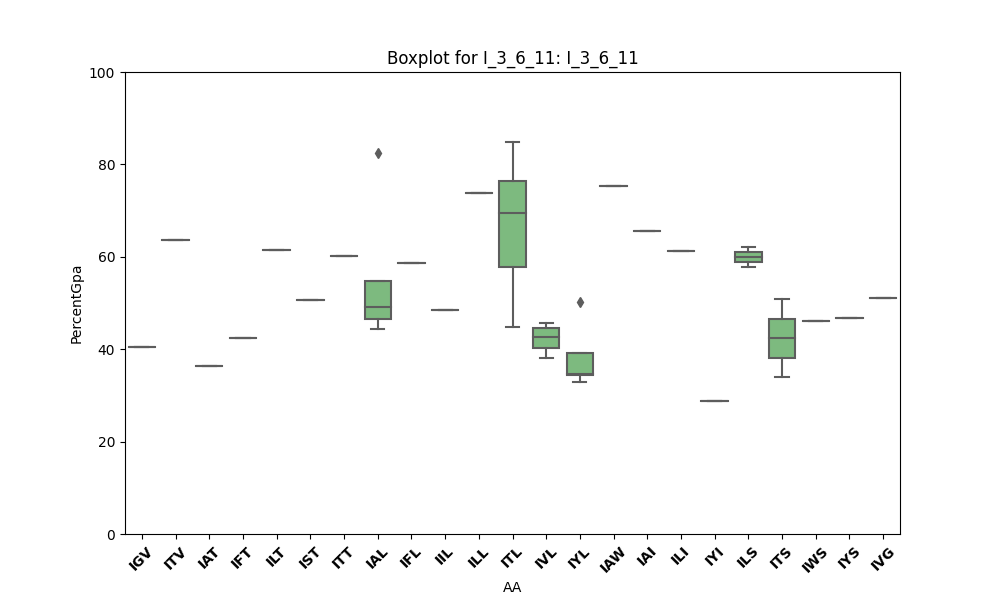 Boxplot for I_3_6_11: I_3_6_11
PercentGpa
100
80
60
40
20
0
IGV ITV IAT IFT ILT IST ITT IAL IFL IIL ILL ITL IVL IYL IAW IAI ILI IYI ILS ITS IWS IYS IVG
AA